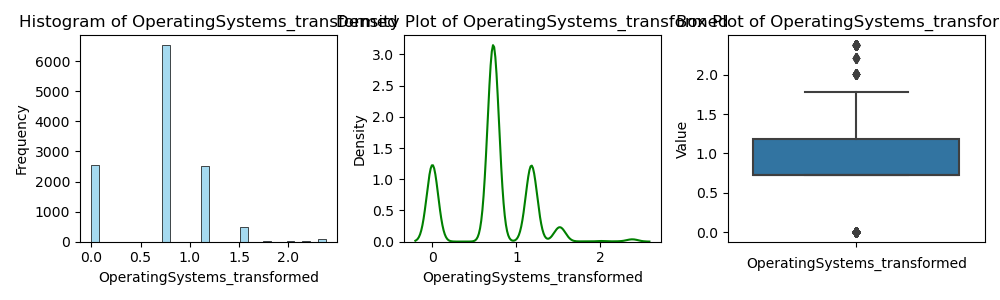 Histogram of OperatingSystems_transformed
Density Plot of OperatingSystems_transformed
Box Plot of OperatingSystems_transfor
Frequency
6000
5000
4000
3000
2000
1000
0
0.0 0.5 1.0 1.5 2.0
OperatingSystems_transformed
Density
3.0
2.5
2.0
1.5
1.0
0.5
0.0
0 1 2
OperatingSystems_transformed
Value
2.0
1.5
1.0
0.5
0.0
OperatingSystems_transformed